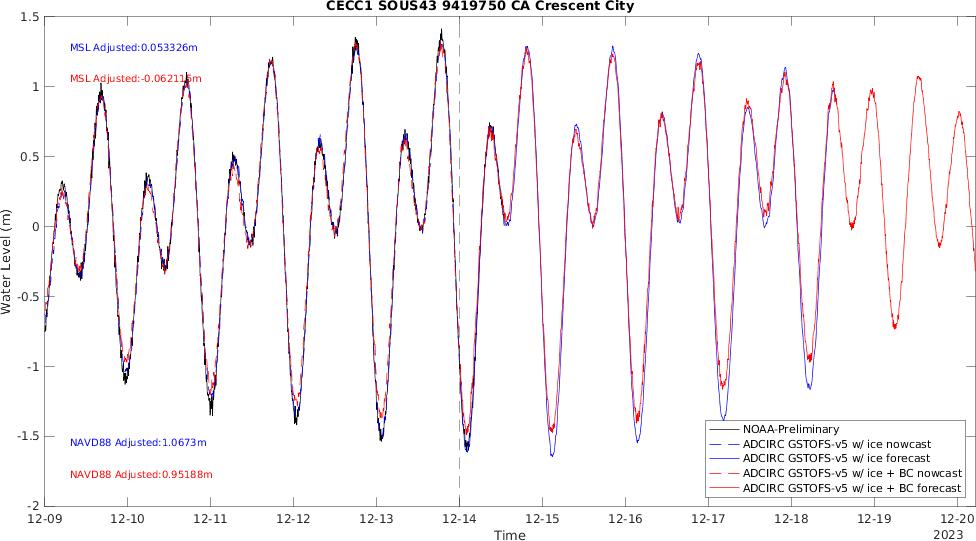 CECC1 SOUS43 9419750 CA Crescent City
1.5
1
0.5
0
-0.5
-1
-1.5
-2
Water Level (m)
MSL Adjusted:0.053326m
MSL Adjusted:-0.062115m
NAVD88 Adjusted:1.0673m
NAVD88 Adjusted:0.95188m
NOAA-Preliminary
ADCIRC GSTOFS-v5 w/ ice nowcast
ADCIRC GSTOFS-v5 w/ ice forecast
ADCIRC GSTOFS-v5 w/ ice + BC nowcast
ADCIRC GSTOFS-v5 w/ ice + BC forecast
12-09 12-10 12-11 12-12 12-13 12-14 12-15 12-16 12-17 12-18 12-19 12-20
Time
2023